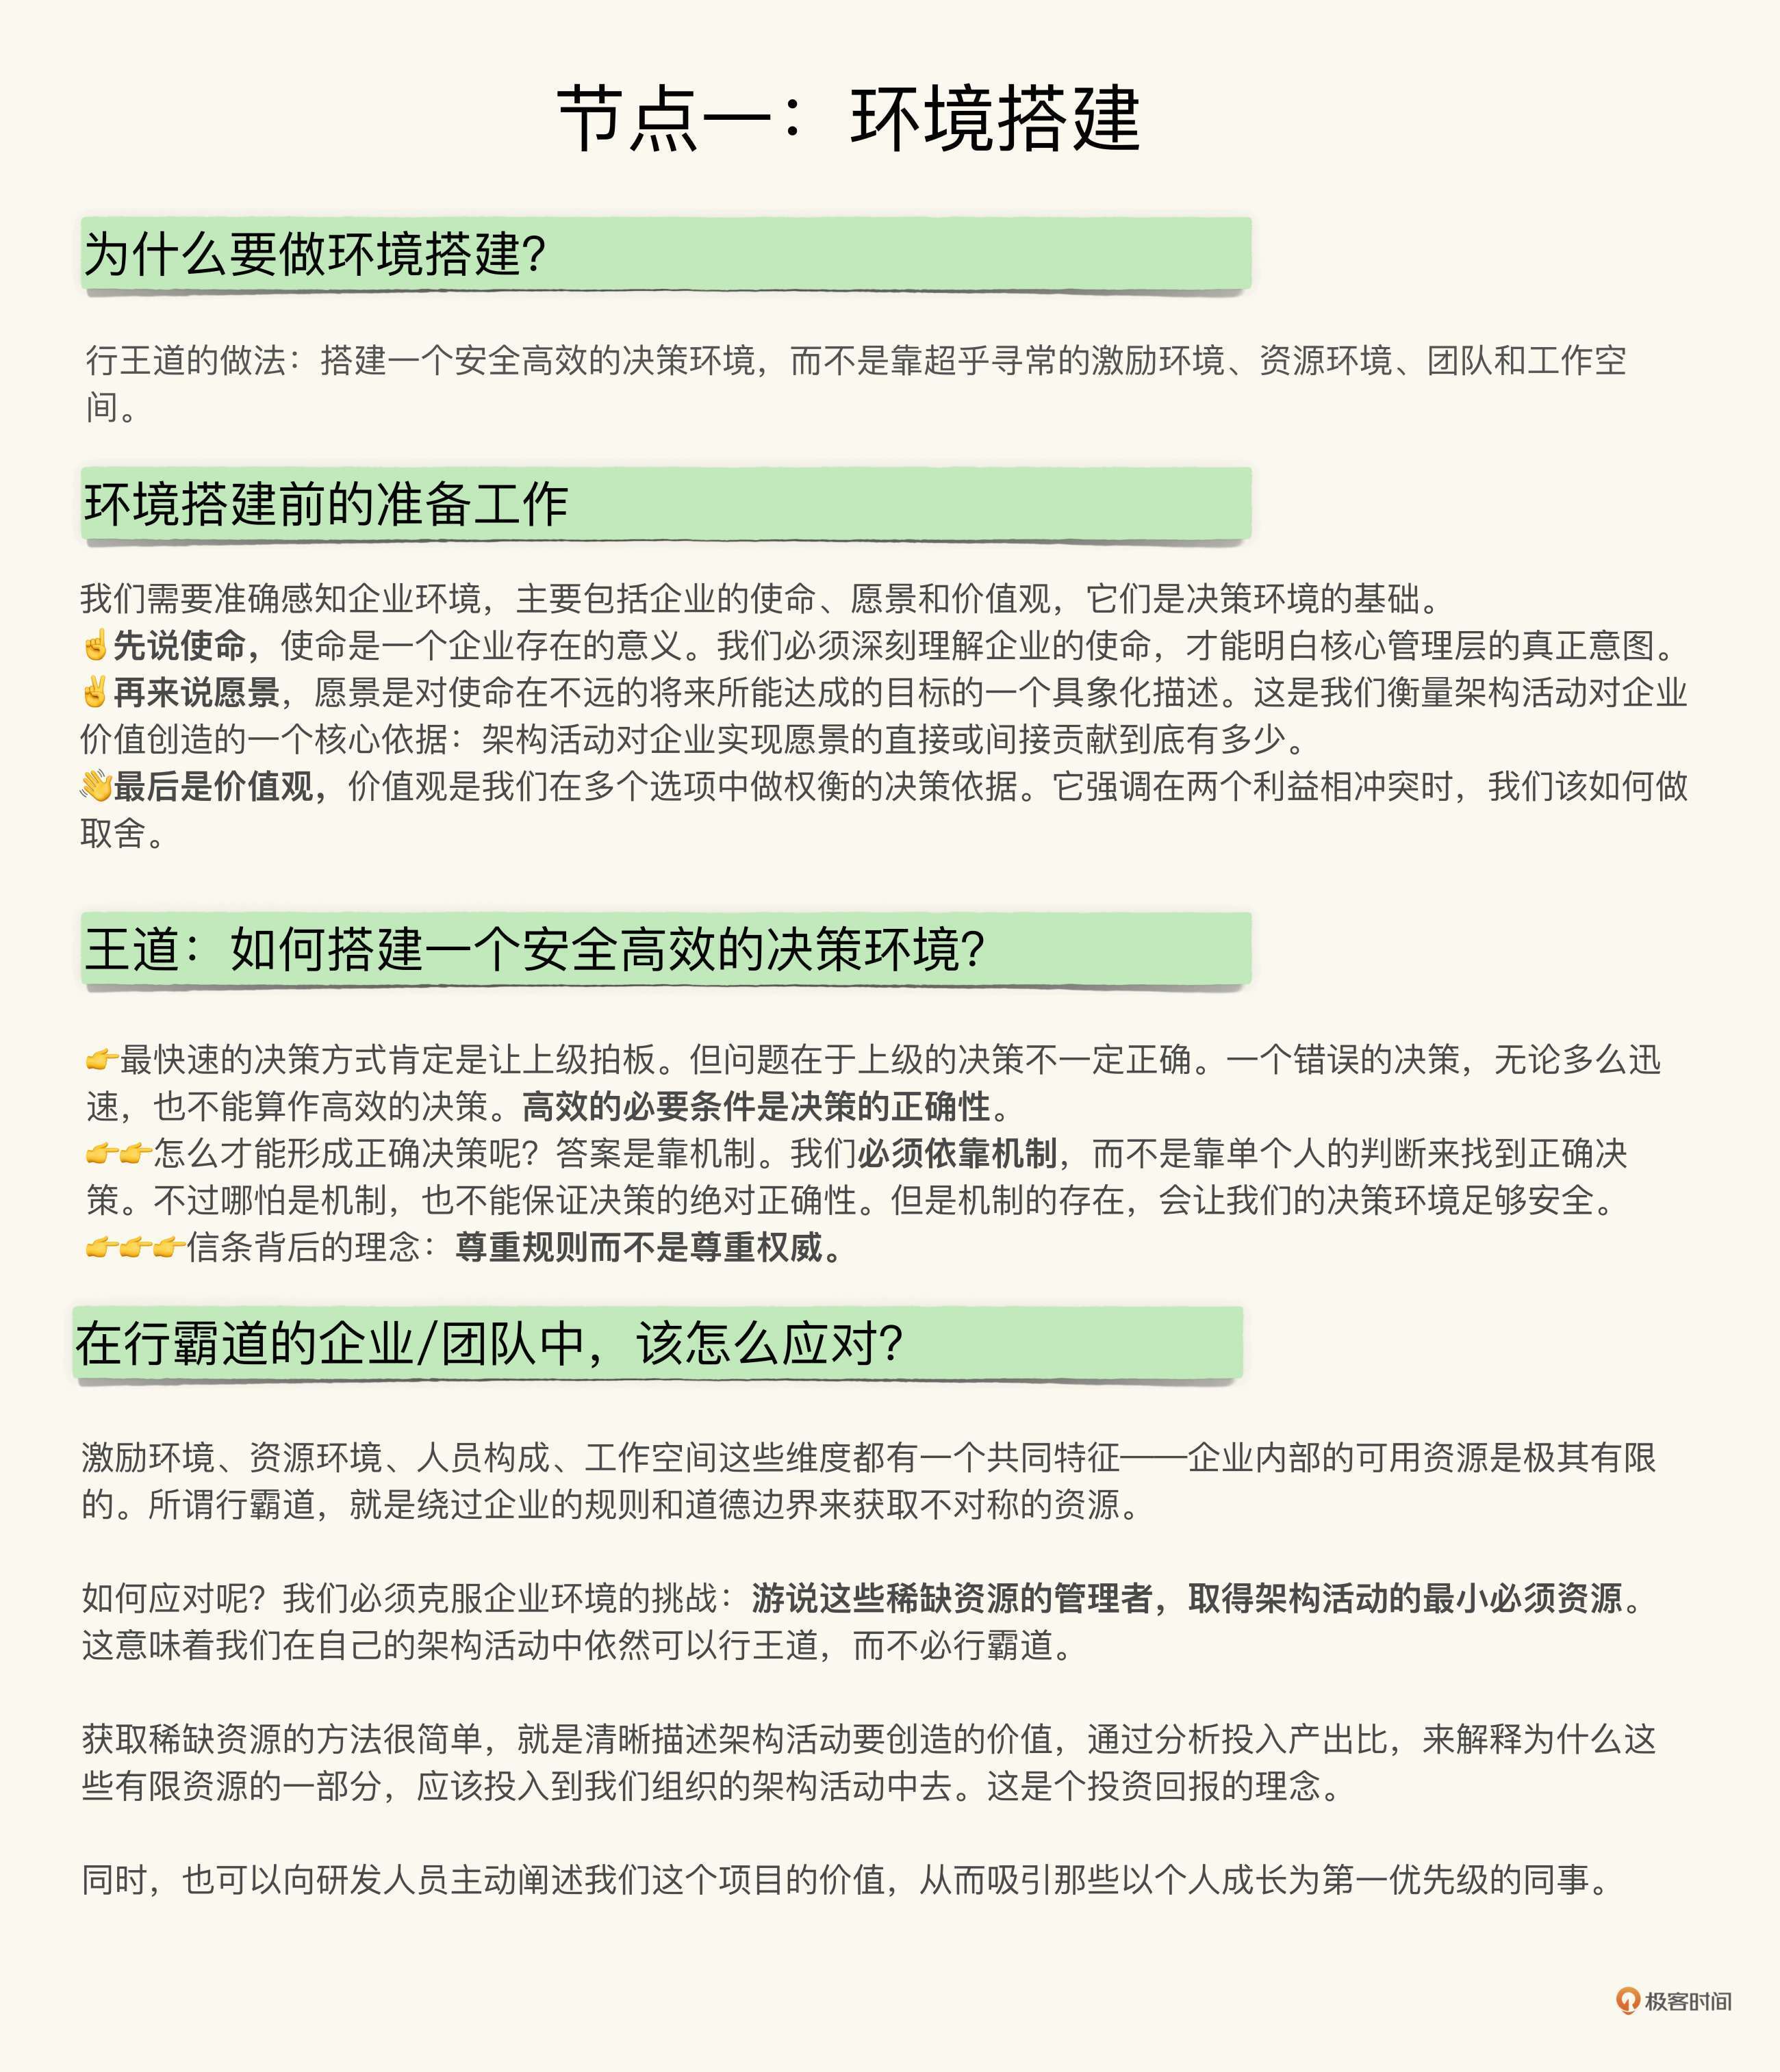 节点一：环境搭建
为什么要做环境搭建？
行王道的做法：搭建一个安全高效的决策环境，而不是靠超乎寻常的激励环境、资源环境、团队和工作空
间。
环境搭建前的准备工作
我们需要准确感知企业环境，主要包括企业的使命、愿景和价值观，它们是决策环境的基础。
☝️先说使命，使命是一个企业存在的意义。我们必须深刻理解企业的使命，才能明白核心管理层的真正意图。
✌️再来说愿景，愿景是对使命在不远的将来所能达成的目标的一个具象化描述。这是我们衡量架构活动对企业
价值创造的一个核心依据：架构活动对企业实现愿景的直接或间接贡献到底有多少。
👋最后是价值观，价值观是我们在多个选项中做权衡的决策依据。它强调在两个利益相冲突时，我们该如何做
取舍。
王道：如何搭建一个安全高效的决策环境？
👉最快速的决策方式肯定是让上级拍板。但问题在于上级的决策不一定正确。一个错误的决策，无论多么迅
速，也不能算作高效的决策。高效的必要条件是决策的正确性。
👉👉怎么才能形成正确决策呢？答案是靠机制。我们必须依靠机制，而不是靠单个人的判断来找到正确决
策。不过哪怕是机制，也不能保证决策的绝对正确性。但是机制的存在，会让我们的决策环境足够安全。
👉👉👉信条背后的理念：尊重规则而不是尊重权威。
在行霸道的企业/团队中，该怎么应对？
激励环境、资源环境、人员构成、工作空间这些维度都有一个共同特征——企业内部的可用资源是极其有限
的。所谓行霸道，就是绕过企业的规则和道德边界来获取不对称的资源。
如何应对呢？我们必须克服企业环境的挑战：游说这些稀缺资源的管理者，取得架构活动的最小必须资源。
这意味着我们在自己的架构活动中依然可以行王道，而不必行霸道。
获取稀缺资源的方法很简单，就是清晰描述架构活动要创造的价值，通过分析投入产出比，来解释为什么这
些有限资源的一部分，应该投入到我们组织的架构活动中去。这是个投资回报的理念。
同时，也可以向研发人员主动阐述我们这个项目的价值，从而吸引那些以个人成长为第一优先级的同事。
极客时间